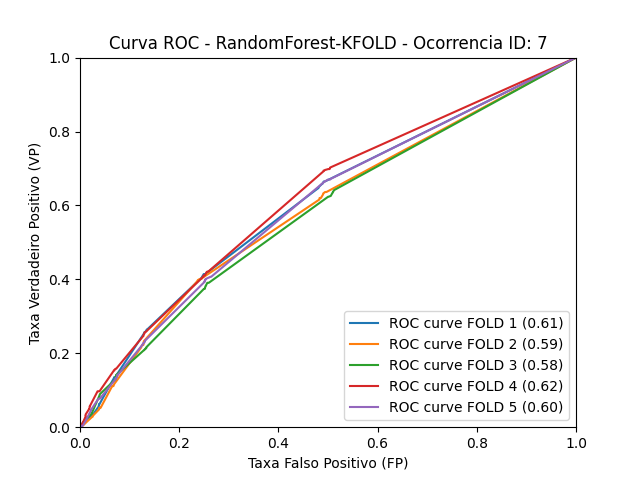 Curva ROC - RandomForest-KFOLD - Ocorrencia ID: 7
Taxa Verdadeiro Positivo (VP)
1.0
0.8
0.6
0.4
0.2
0.0
ROC curve FOLD 1 (0.61)
ROC curve FOLD 2 (0.59)
ROC curve FOLD 3 (0.58)
ROC curve FOLD 4 (0.62)
ROC curve FOLD 5 (0.60)
0.0 0.2 0.4 0.6 0.8 1.0
Taxa Falso Positivo (FP)